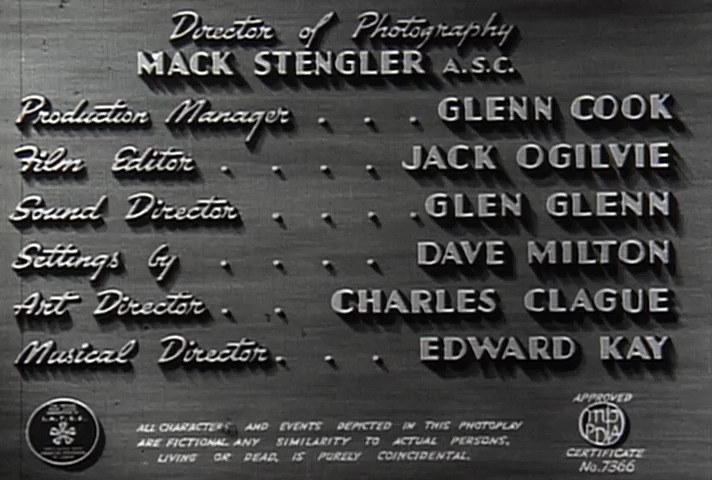 Director of Photography
MACK STENGLER A.S.C.
Production Manager . . . GLENN COOK
Film Editor . . . . JACK OGILVIE
Sound Director . . . . GLEN GLENN
Settings by . . . . DAVE MILTON
Art Director . . CHARLES CLAGUE
Musical Director . . . EDWARD KAY
ALL CHARACTERS AND EVENTS DEPICTED IN THIS PHOTOPLAY
ARE FICTIONAL. ANY SIMILARITY TO ACTUAL PERSONS,
LIVING OR DEAD, IS PURELY COINCIDENTAL.
I.A.T.S.E.
APPROVED
MPPDA
CERTIFICATE
No. 7366